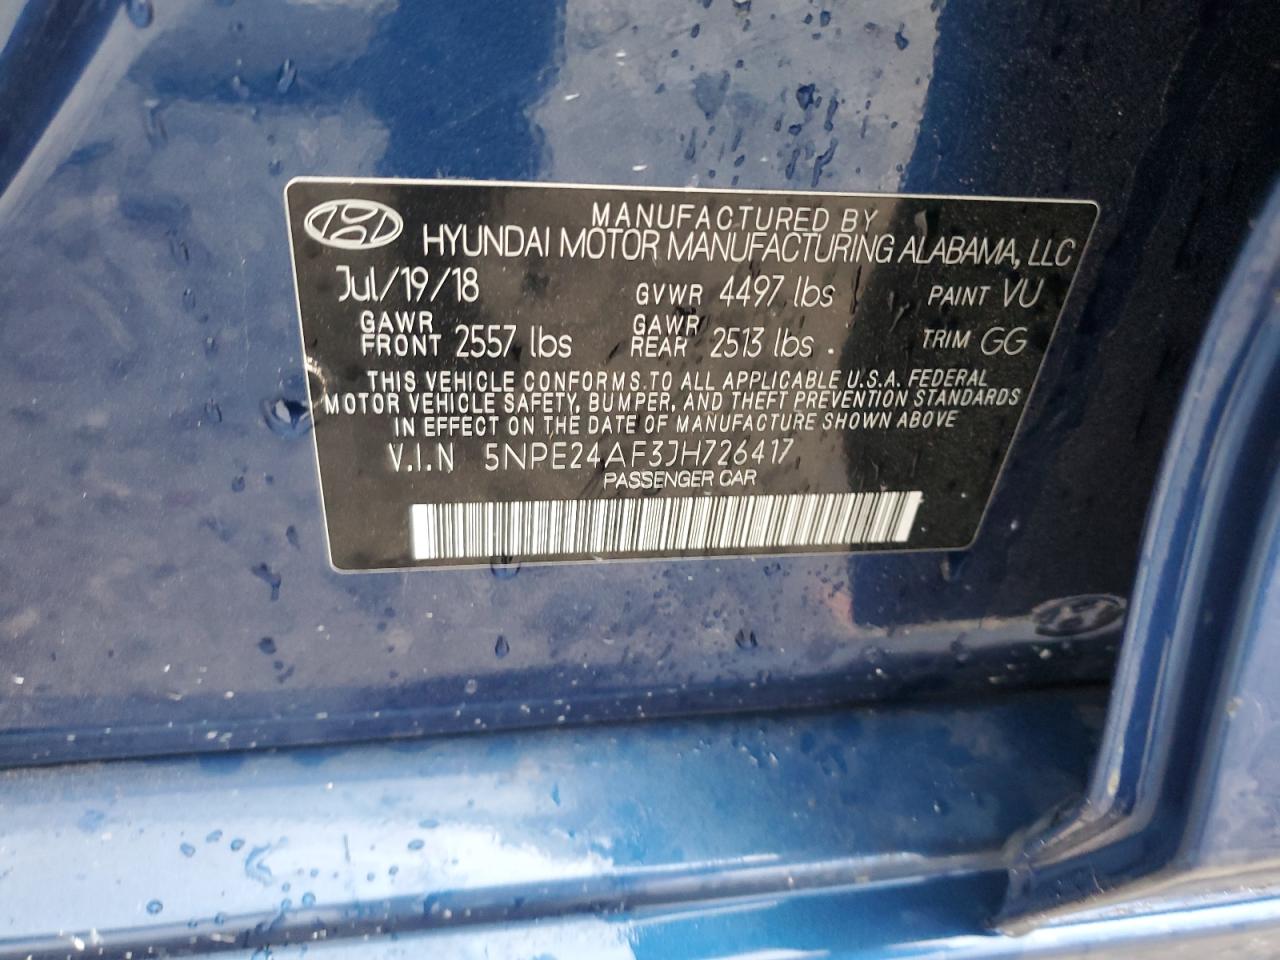 MANUFACTURED BY
HYUNDAI MOTOR MANUFACTURING ALABAMA, LLC
Jul/19/18 GVWR 4497 lbs PAINT VU
GAWR FRONT 2557 lbs GAWR REAR 2513 lbs TRIM GG
THIS VEHICLE CONFORMS TO ALL APPLICABLE U.S.A. FEDERAL
MOTOR VEHICLE SAFETY, BUMPER, AND THEFT PREVENTION STANDARDS
IN EFFECT ON THE DATE OF MANUFACTURE SHOWN ABOVE
V.I.N 5NPE24AF3JH726417
PASSENGER CAR